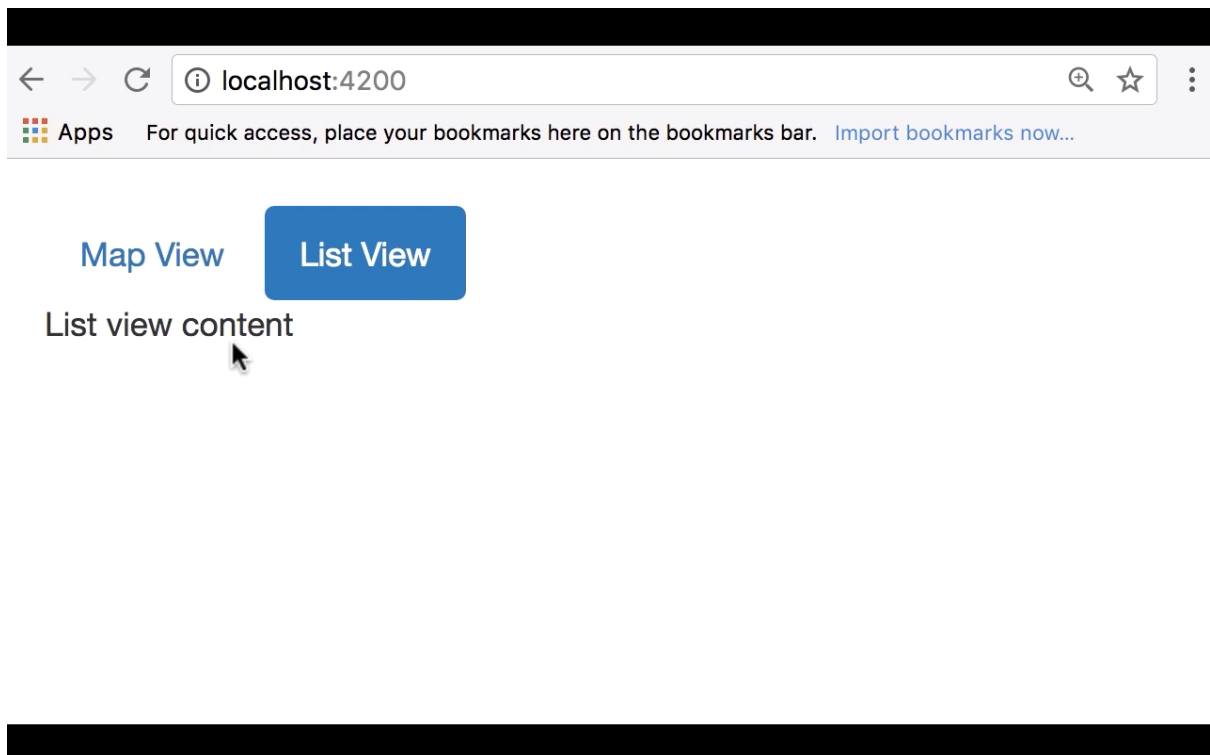 localhost:4200
Apps For quick access, place your bookmarks here on the bookmarks bar. Import bookmarks now...
Map View List View
List view content